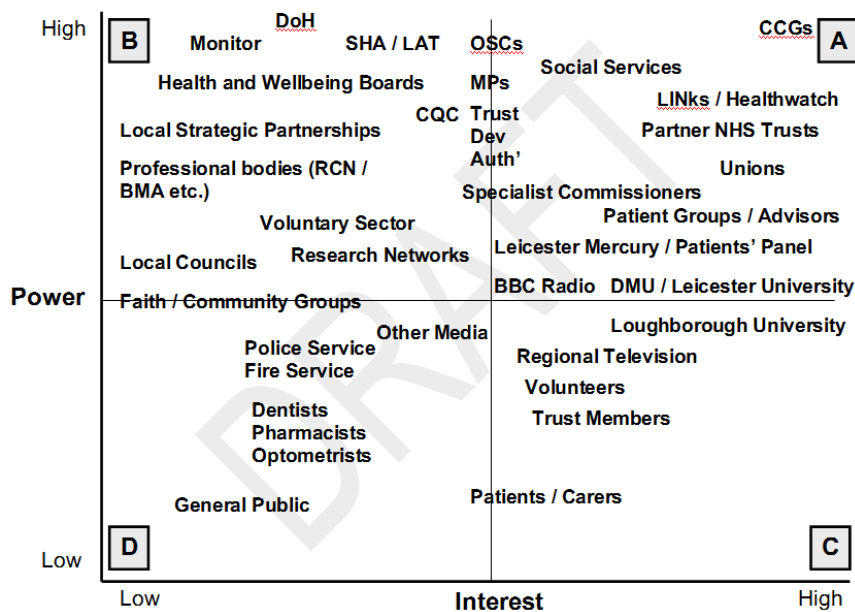 DoH
High
B
Monitor
SHA / LAT
OSCs
CCGs
A
Health and Wellbeing Boards
MPs
Social Services
LINks / Healthwatch
CQC
Trust
Dev
Auth’
Local Strategic Partnerships
Partner NHS Trusts
Professional bodies (RCN /
BMA etc.)
Unions
Specialist Commissioners
Voluntary Sector
Patient Groups / Advisors
Research Networks
Leicester Mercury / Patients’ Panel
Local Councils
BBC Radio
DMU / Leicester University
Power
Faith / Community Groups
Other Media
Loughborough University
Police Service
Fire Service
Regional Television
Volunteers
Dentists
Pharmacists
Optometrists
Trust Members
General Public
Patients / Carers
D
C
Low
Low
Interest
High
DRAFT